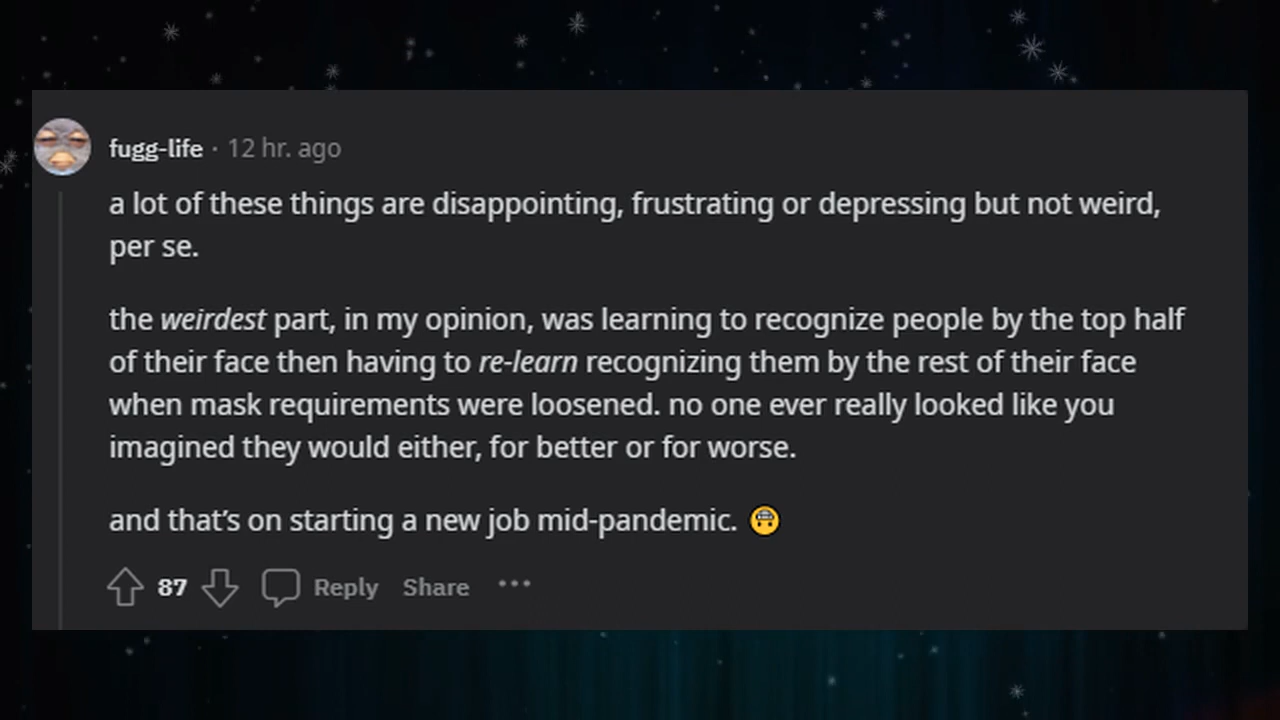 fugg-life · 12 hr. ago
a lot of these things are disappointing, frustrating or depressing but not weird,
per se.
the weirdest part, in my opinion, was learning to recognize people by the top half
of their face then having to re-learn recognizing them by the rest of their face
when mask requirements were loosened. no one ever really looked like you
imagined they would either, for better or for worse.
and that’s on starting a new job mid-pandemic.
87 Reply Share ···